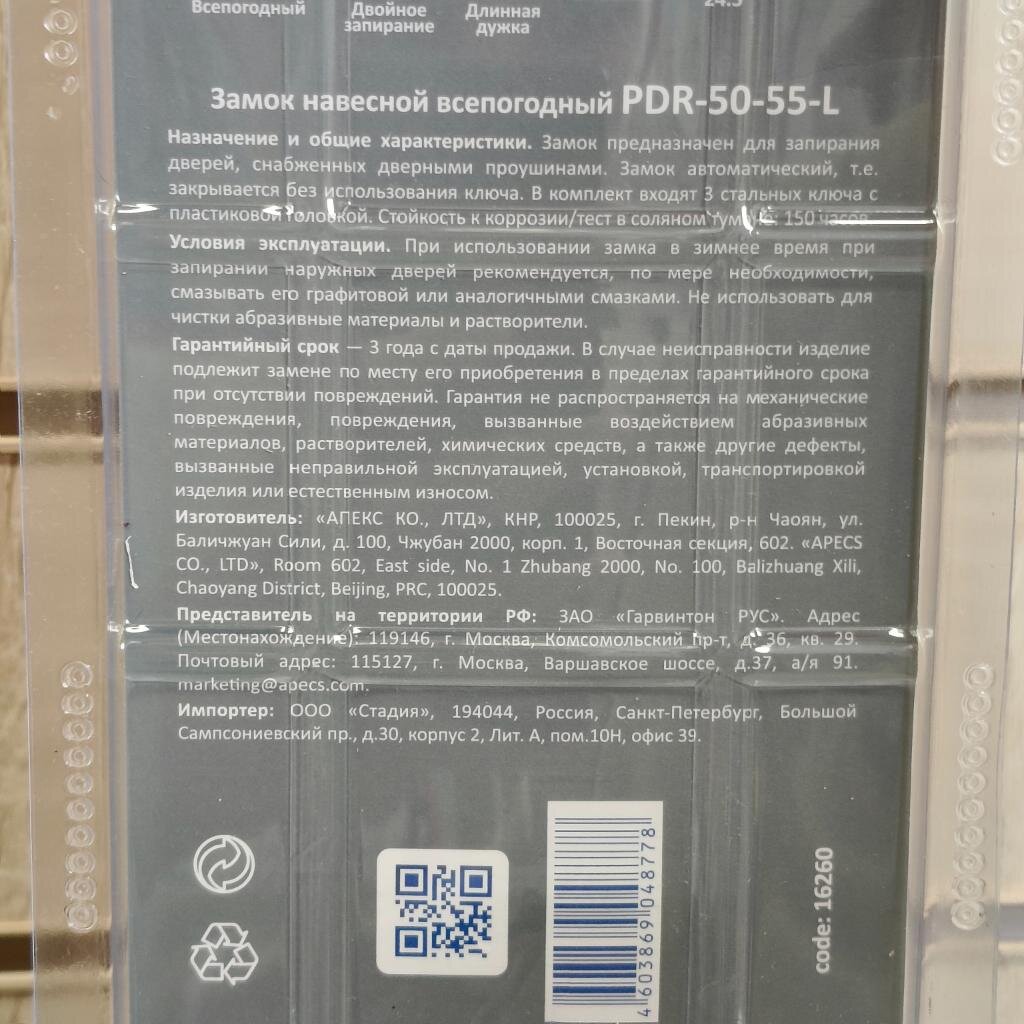 Всепогодный
Двойное запирание
Длинная дужка
24.5
Замок навесной всепогодный PDR-50-55-L
Назначение и общие характеристики. Замок предназначен для запирания
дверей, снабженных дверными проушинами. Замок автоматический, т.е.
закрывается без использования ключа. В комплект входят 3 стальных ключа с
пластиковой головкой. Стойкость к коррозии/тест в соляном тумане: 150 часов.
Условия эксплуатации. При использовании замка в зимнее время при
запирании наружных дверей рекомендуется, по мере необходимости,
смазывать его графитовой или аналогичными смазками. Не использовать для
чистки абразивные материалы и растворители.
Гарантийный срок — 3 года с даты продажи. В случае неисправности изделие
подлежит замене по месту его приобретения в пределах гарантийного срока
при отсутствии повреждений. Гарантия не распространяется на механические
повреждения, повреждения, вызванные воздействием абразивных
материалов, растворителей, химических средств, а также другие дефекты,
вызванные неправильной эксплуатацией, установкой, транспортировкой
изделия или естественным износом.
Изготовитель: «АПЕКС КО., ЛТД», КНР, 100025, г. Пекин, р-н Чаоян, ул.
Баличжуан Сили, д. 100, Чжубан 2000, корп. 1, Восточная секция, 602. «APECS
CO., LTD», Room 602, East side, No. 1 Zhubang 2000, No. 100, Balizhuang Xili,
Chaoyang District, Beijing, PRC, 100025.
Представитель на территории РФ: ЗАО «Гарвинтон РУС». Адрес
(Местонахождение): 119146, г. Москва, Комсомольский пр-т, д. 36, кв. 29.
Почтовый адрес: 115127, г. Москва, Варшавское шоссе, д.37, а/я 91.
marketing@apecs.com.
Импортер: ООО «Стадия», 194044, Россия, Санкт-Петербург, Большой
Сампсониевский пр., д.30, корпус 2, Лит. А, пом.10Н, офис 39.
4 603869 048778
code: 16260